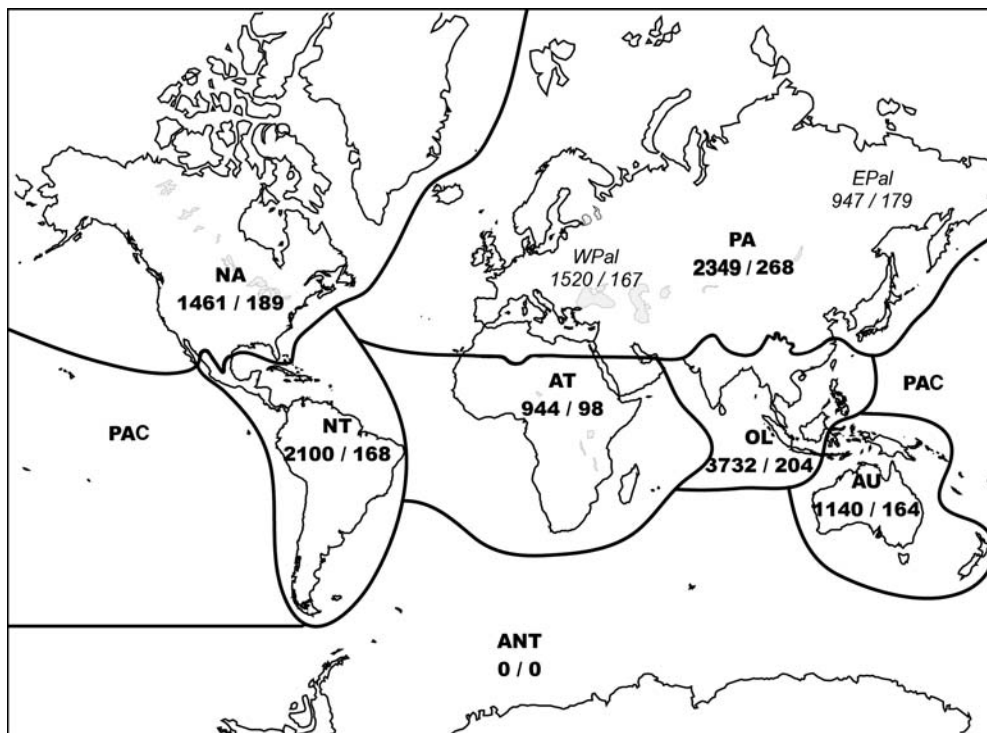 EPal
947 / 179
PA
2349 / 268
WPal
1520 / 167
NA
1461 / 189
AT
944 / 98
PAC
PAC
NT
2100 / 168
OL
3732 / 204
AU
1140 / 164
ANT
0 / 0